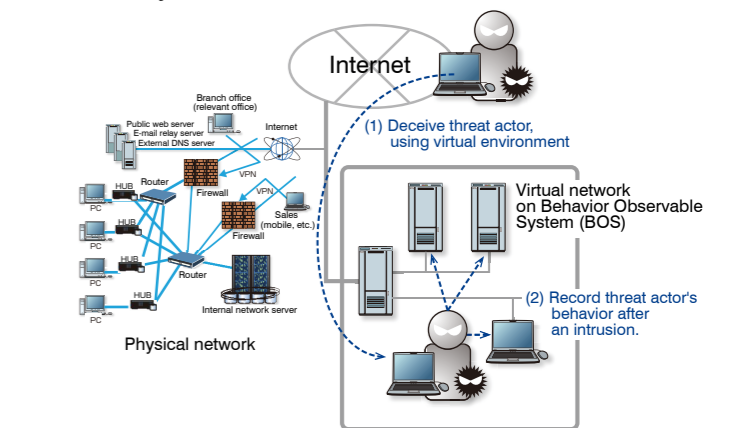 Internet
(1) Deceive threat actor,
using virtual environment
Branch office
(relevant office)
Public web server
E-mail relay server
External DNS server
Internet
VPN
Router
Firewall
VPN
Sales
(mobile, etc.)
Firewall
HUB
PC
HUB
PC
HUB
PC
HUB
PC
Router
Internal network server
Physical network
Virtual network
on Behavior Observable
System (BOS)
(2) Record threat actor's
behavior after
an intrusion.